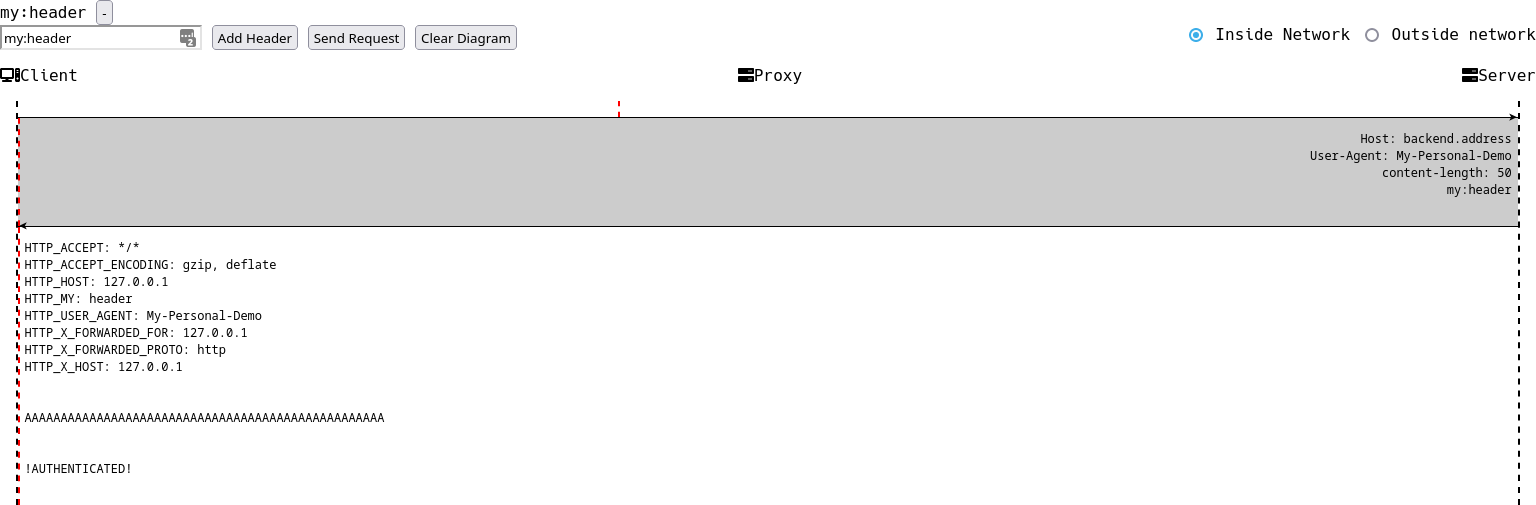 my:header -
my:header 2 Add Header Send Request Clear Diagram Inside Network Outside network
Client Proxy Server
Host: backend.address
User-Agent: My-Personal-Demo
content-length: 50
my:header
HTTP_ACCEPT: */*
HTTP_ACCEPT_ENCODING: gzip, deflate
HTTP_HOST: 127.0.0.1
HTTP_MY: header
HTTP_USER_AGENT: My-Personal-Demo
HTTP_X_FORWARDED_FOR: 127.0.0.1
HTTP_X_FORWARDED_PROTO: http
HTTP_X_HOST: 127.0.0.1
AAAAAAAAAAAAAAAAAAAAAAAAAAAAAAAAAAAAAAAAAAAAAAAAAA
!AUTHENTICATED!